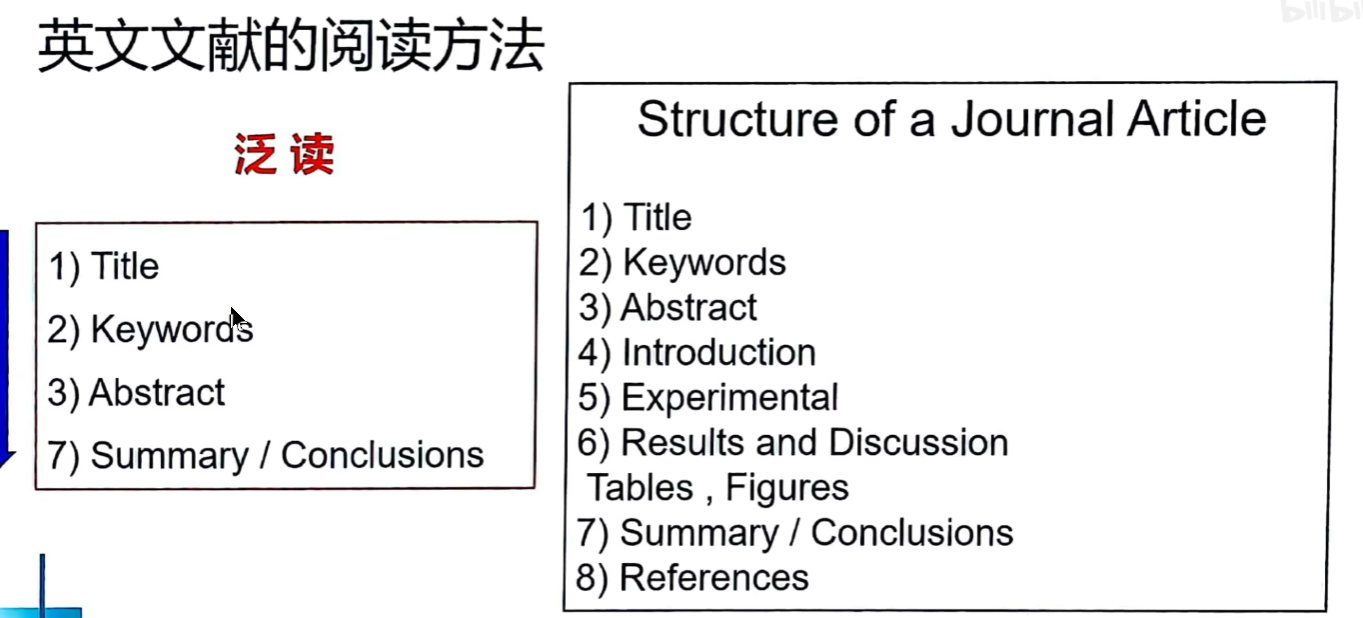 英文文献的阅读方法
泛 读
1) Title
2) Keywords
3) Abstract
7) Summary / Conclusions
Structure of a Journal Article
1) Title
2) Keywords
3) Abstract
4) Introduction
5) Experimental
6) Results and Discussion
Tables , Figures
7) Summary / Conclusions
8) References